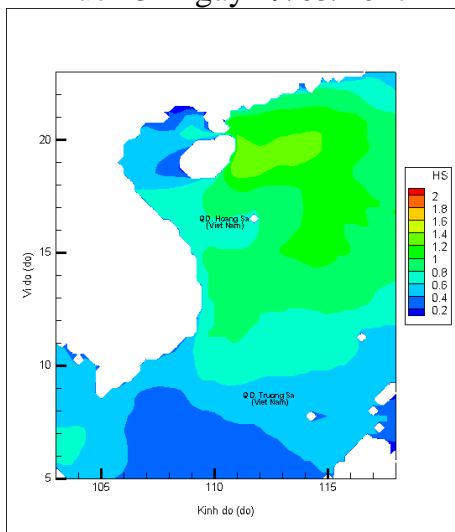 HS
2
1.8
1.6
1.4
1.2
1
0.8
0.6
0.4
0.2
20
15
10
5
Vi do (do)
QD. Hoang Sa
(Viet Nam)
QD. Truong Sa
(Viet Nam)
105
110
115
Kinh do (do)